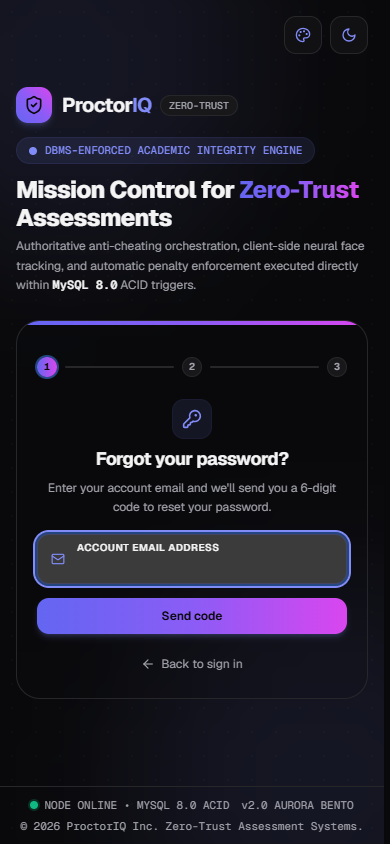 ProctorIQ ZERO-TRUST
DBMS-ENFORCED ACADEMIC INTEGRITY ENGINE
Mission Control for Zero-Trust
Assessments
Authoritative anti-cheating orchestration, client-side neural face
tracking, and automatic penalty enforcement executed directly
within MySQL 8.0 ACID triggers.
1 2 3
Forgot your password?
Enter your account email and we'll send you a 6-digit
code to reset your password.
ACCOUNT EMAIL ADDRESS
Send code
← Back to sign in
NODE ONLINE • MYSQL 8.0 ACID v2.0 AURORA BENTO
© 2026 ProctorIQ Inc. Zero-Trust Assessment Systems.